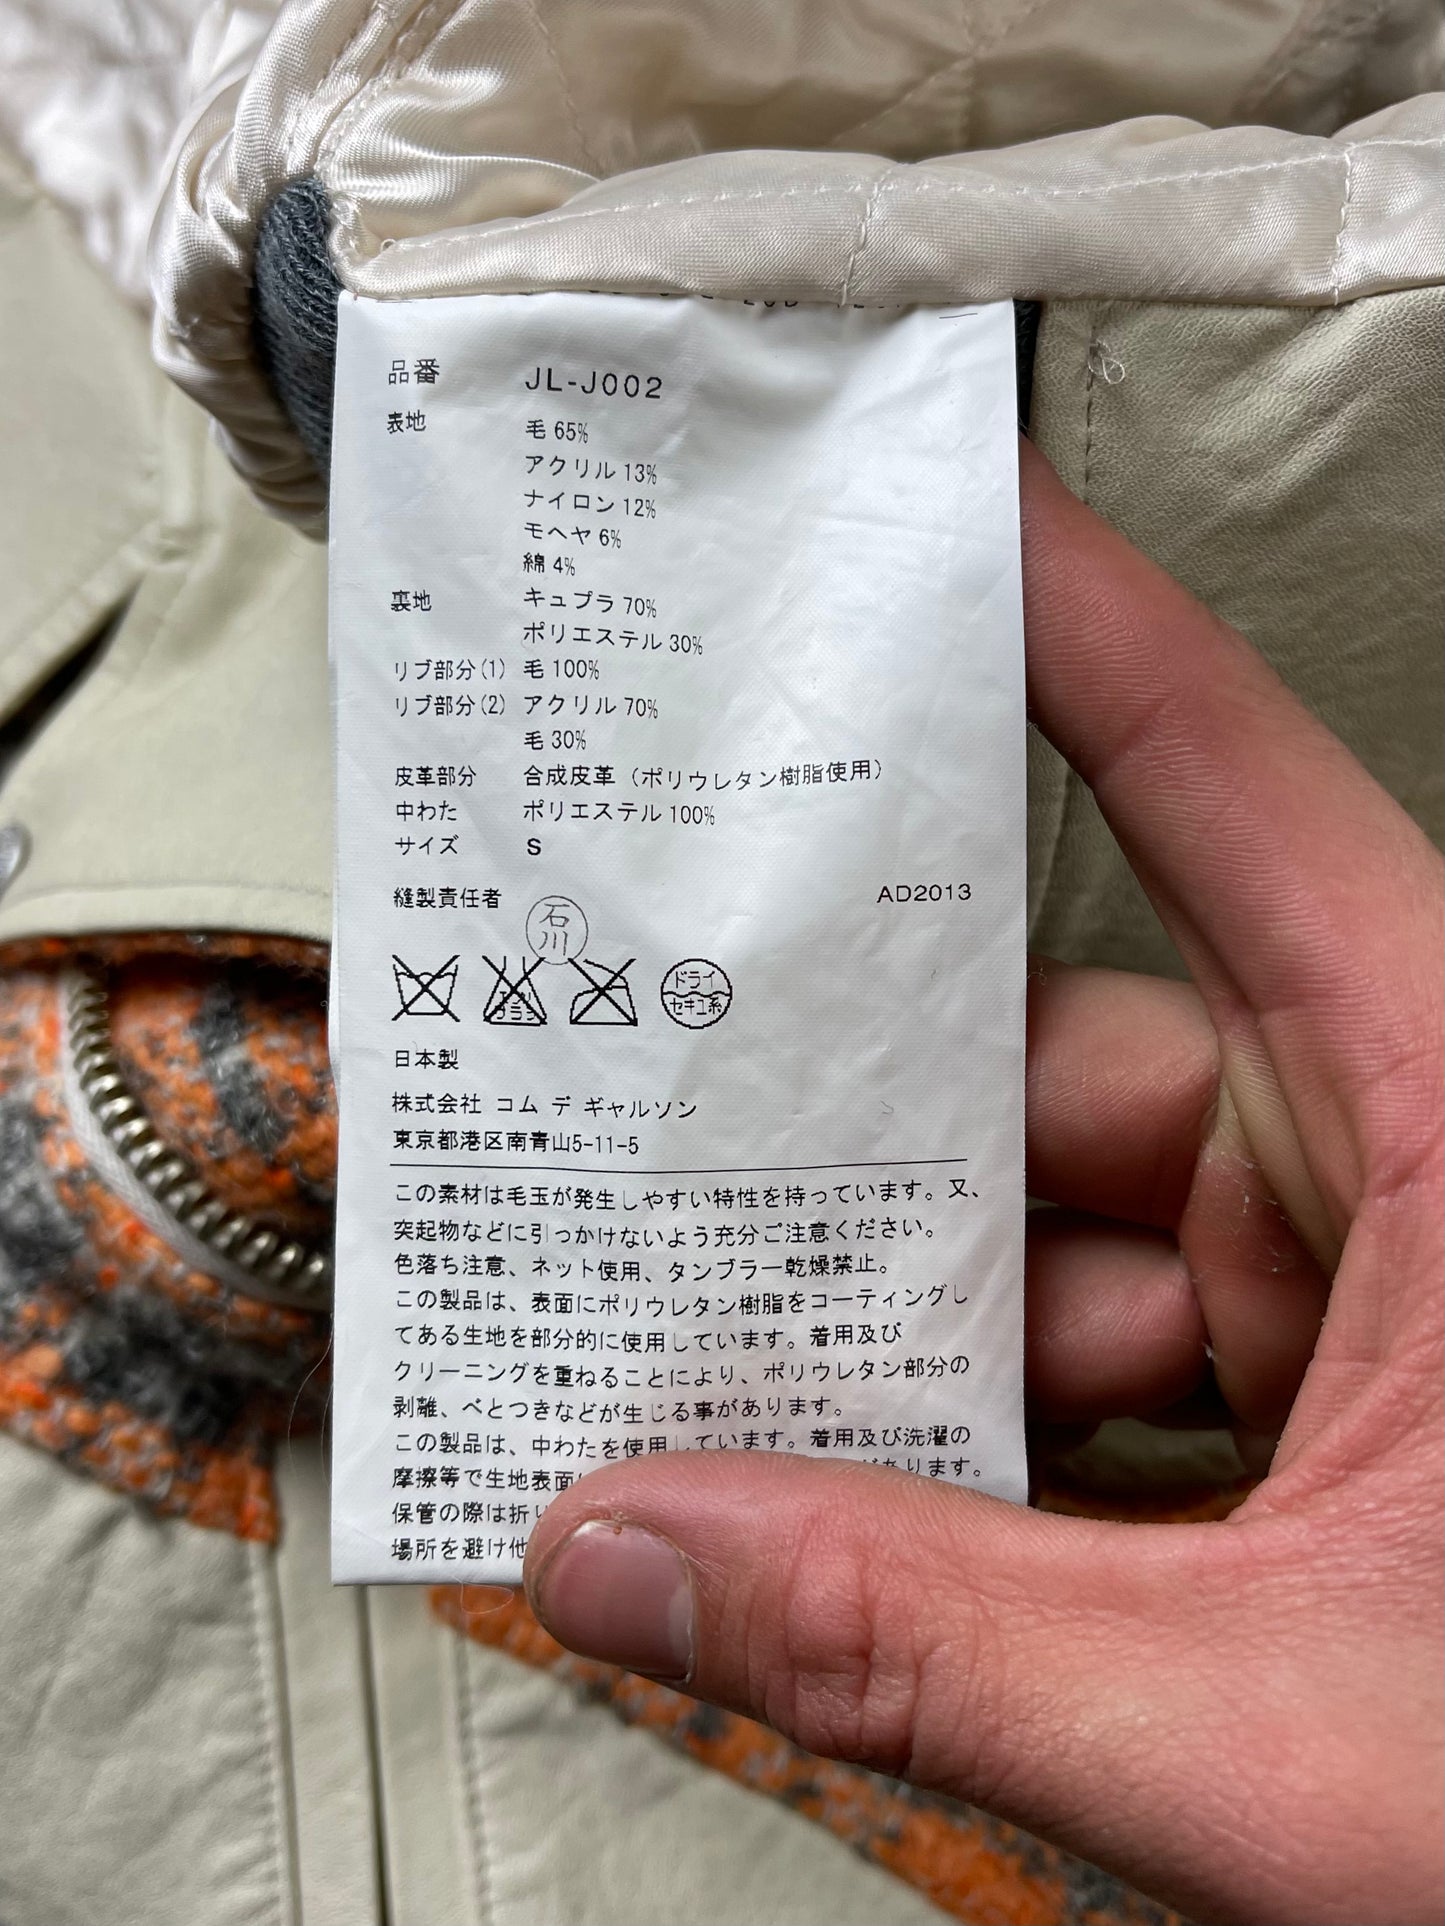 品番 JL-J002
表地 毛 65%
アクリル 13%
ナイロン 12%
モヘヤ 6%
綿 4%
裏地 キュプラ 70%
ポリエステル 30%
リブ部分(1) 毛 100%
リブ部分(2) アクリル 70%
毛 30%
皮革部分 合成皮革（ポリウレタン樹脂使用）
中わた ポリエステル 100%
サイズ S
縫製責任者 石川 AD2013
ドライ
セキユ系
日本製
株式会社 コム デ ギャルソン
東京都港区南青山5-11-5
この素材は毛玉が発生しやすい特性を持っています。又、
突起物などに引っかけないよう充分ご注意ください。
色落ち注意、ネット使用、タンブラー乾燥禁止。
この製品は、表面にポリウレタン樹脂をコーティングし
てある生地を部分的に使用しています。着用及び
クリーニングを重ねることにより、ポリウレタン部分の
剥離、べとつきなどが生じる事があります。
この製品は、中わたを使用しています。着用及び洗濯の
摩擦等で生地表面 があります。
保管の際は折り
場所を避け他